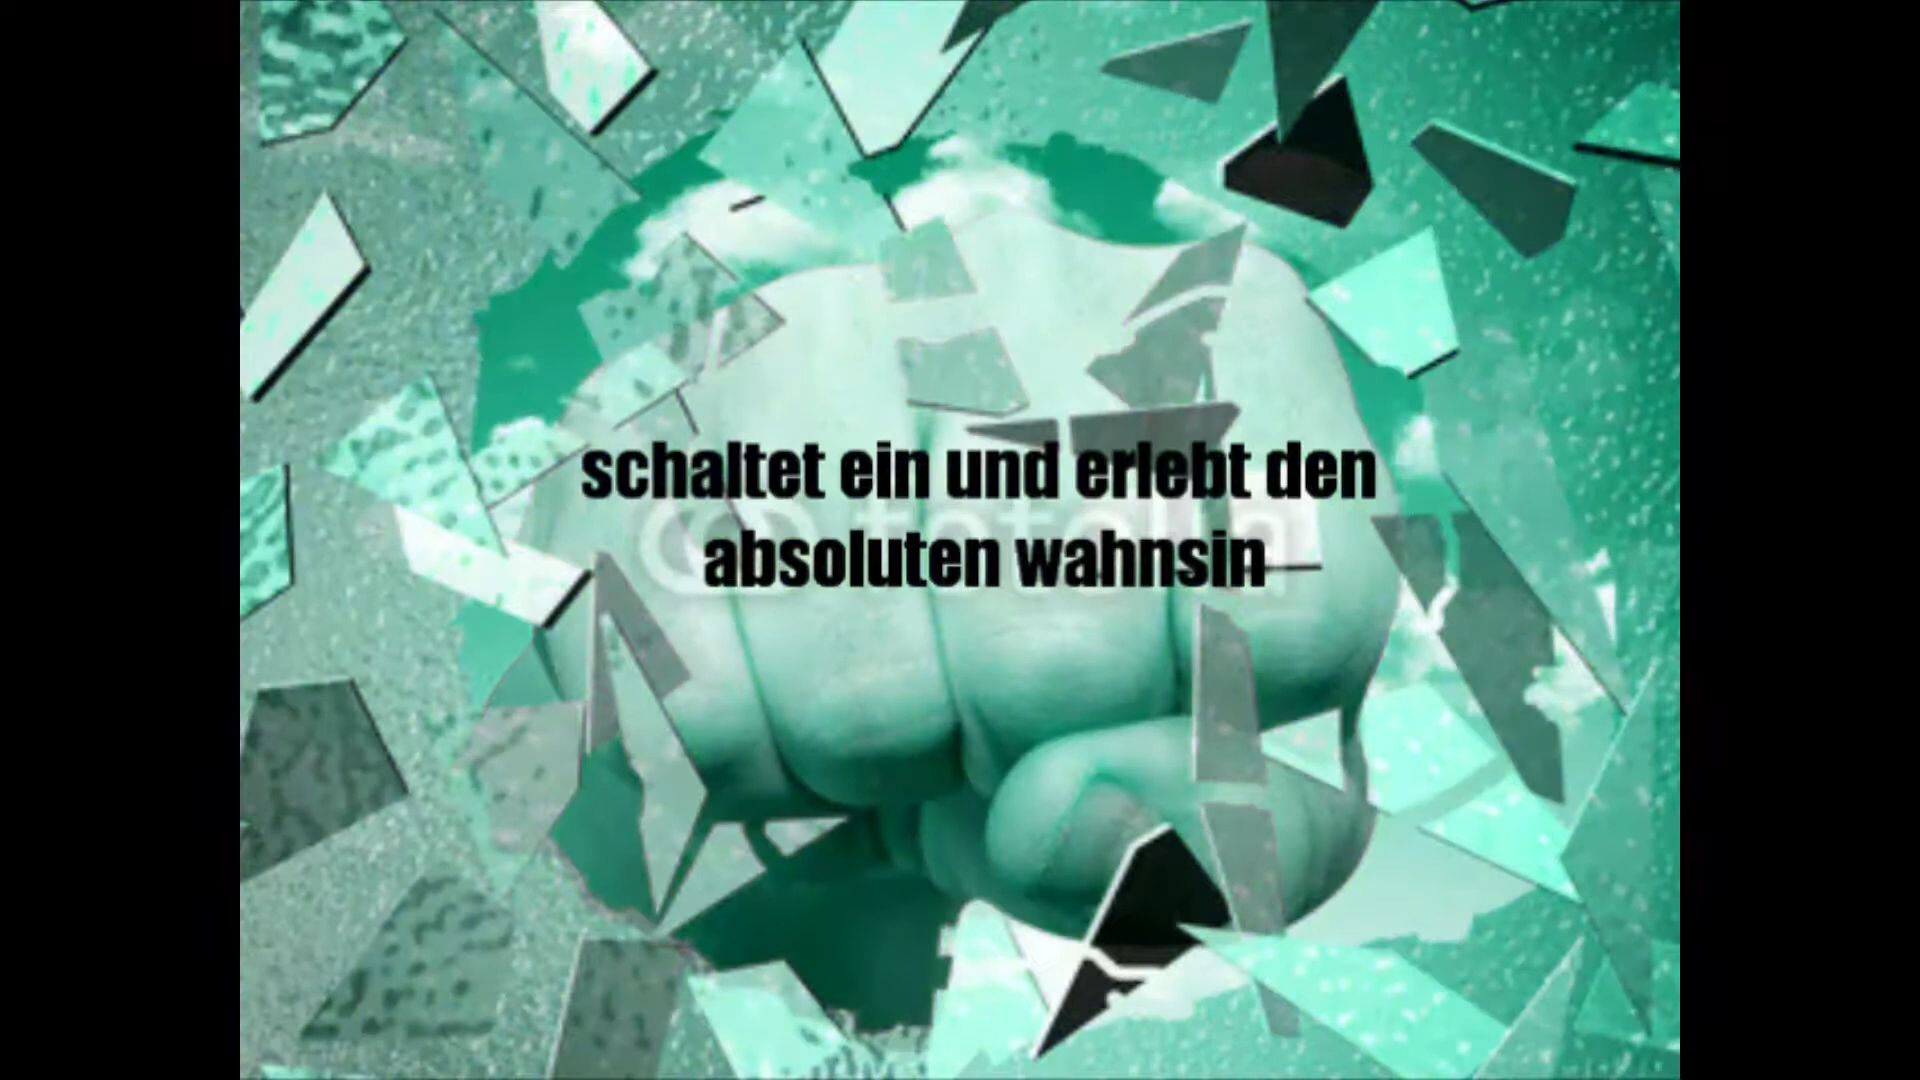 schaltet ein und erlebt den
absoluten wahnsin